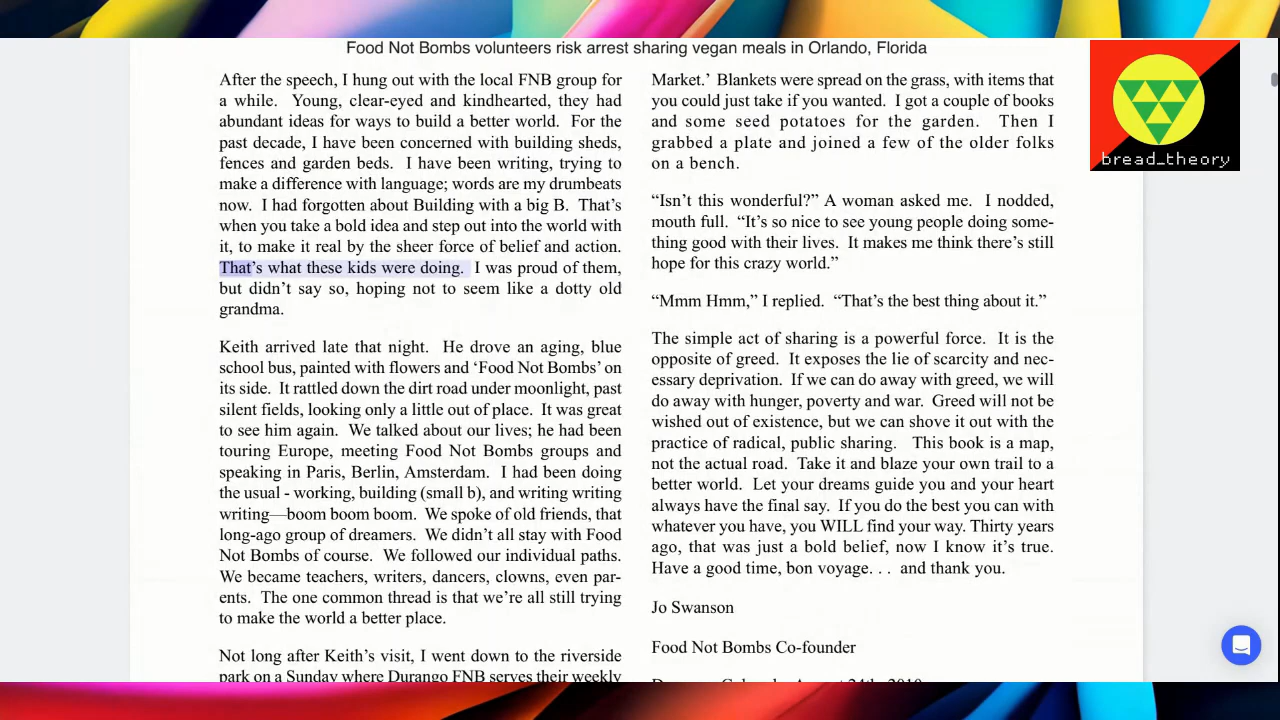 Food Not Bombs volunteers risk arrest sharing vegan meals in Orlando, Florida
After the speech, I hung out with the local FNB group for
a while. Young, clear-eyed and kindhearted, they had
abundant ideas for ways to build a better world. For the
past decade, I have been concerned with building sheds,
fences and garden beds. I have been writing, trying to
make a difference with language; words are my drumbeats
now. I had forgotten about Building with a big B. That's
when you take a bold idea and step out into the world with
it, to make it real by the sheer force of belief and action.
That's what these kids were doing. I was proud of them,
but didn't say so, hoping not to seem like a dotty old
grandma.
Keith arrived late that night. He drove an aging, blue
school bus, painted with flowers and 'Food Not Bombs' on
its side. It rattled down the dirt road under moonlight, past
silent fields, looking only a little out of place. It was great
to see him again. We talked about our lives; he had been
touring Europe, meeting Food Not Bombs groups and
speaking in Paris, Berlin, Amsterdam. I had been doing
the usual - working, building (small b), and writing writing
writing—boom boom boom. We spoke of old friends, that
long-ago group of dreamers. We didn't all stay with Food
Not Bombs of course. We followed our individual paths.
We became teachers, writers, dancers, clowns, even par-
ents. The one common thread is that we're all still trying
to make the world a better place.
Not long after Keith's visit, I went down to the riverside
park on a Sunday where Durango FNB serves their weekly
Market.' Blankets were spread on the grass, with items that
you could just take if you wanted. I got a couple of books
and some seed potatoes for the garden. Then I
grabbed a plate and joined a few of the older folks
on a bench.
"Isn't this wonderful?" A woman asked me. I nodded,
mouth full. "It's so nice to see young people doing some-
thing good with their lives. It makes me think there's still
hope for this crazy world."
"Mmm Hmm," I replied. "That's the best thing about it."
The simple act of sharing is a powerful force. It is the
opposite of greed. It exposes the lie of scarcity and nec-
essary deprivation. If we can do away with greed, we will
do away with hunger, poverty and war. Greed will not be
wished out of existence, but we can shove it out with the
practice of radical, public sharing. This book is a map,
not the actual road. Take it and blaze your own trail to a
better world. Let your dreams guide you and your heart
always have the final say. If you do the best you can with
whatever you have, you WILL find your way. Thirty years
ago, that was just a bold belief, now I know it's true.
Have a good time, bon voyage. . . and thank you.
Jo Swanson
Food Not Bombs Co-founder
bread_theory